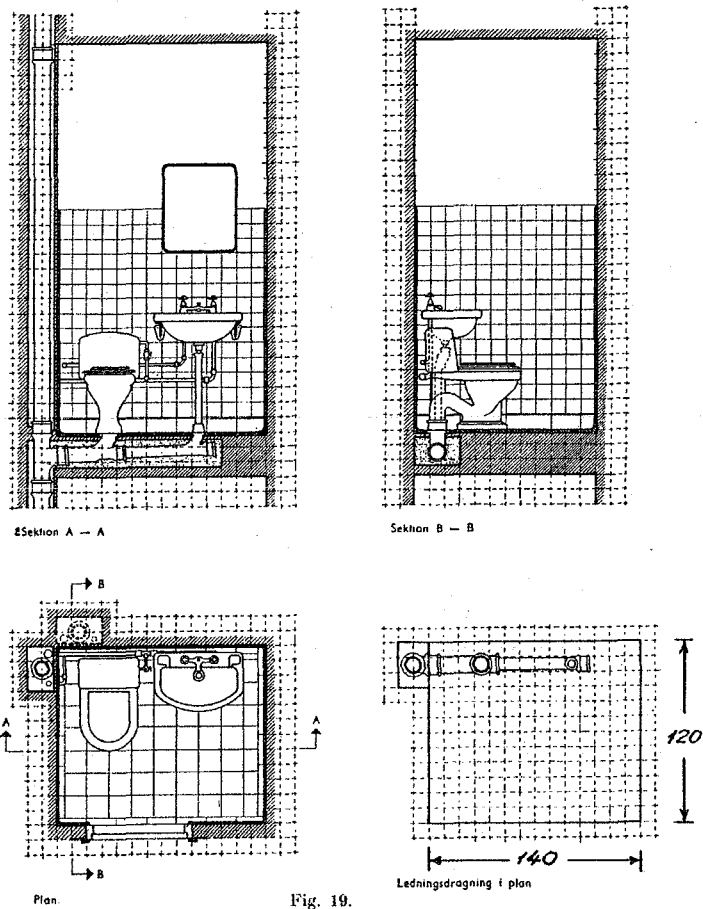 Sektion A — A
Sektion B — B
B
A
A
B
120
140
Plan.
Ledningsdragning i plan
Fig. 19.